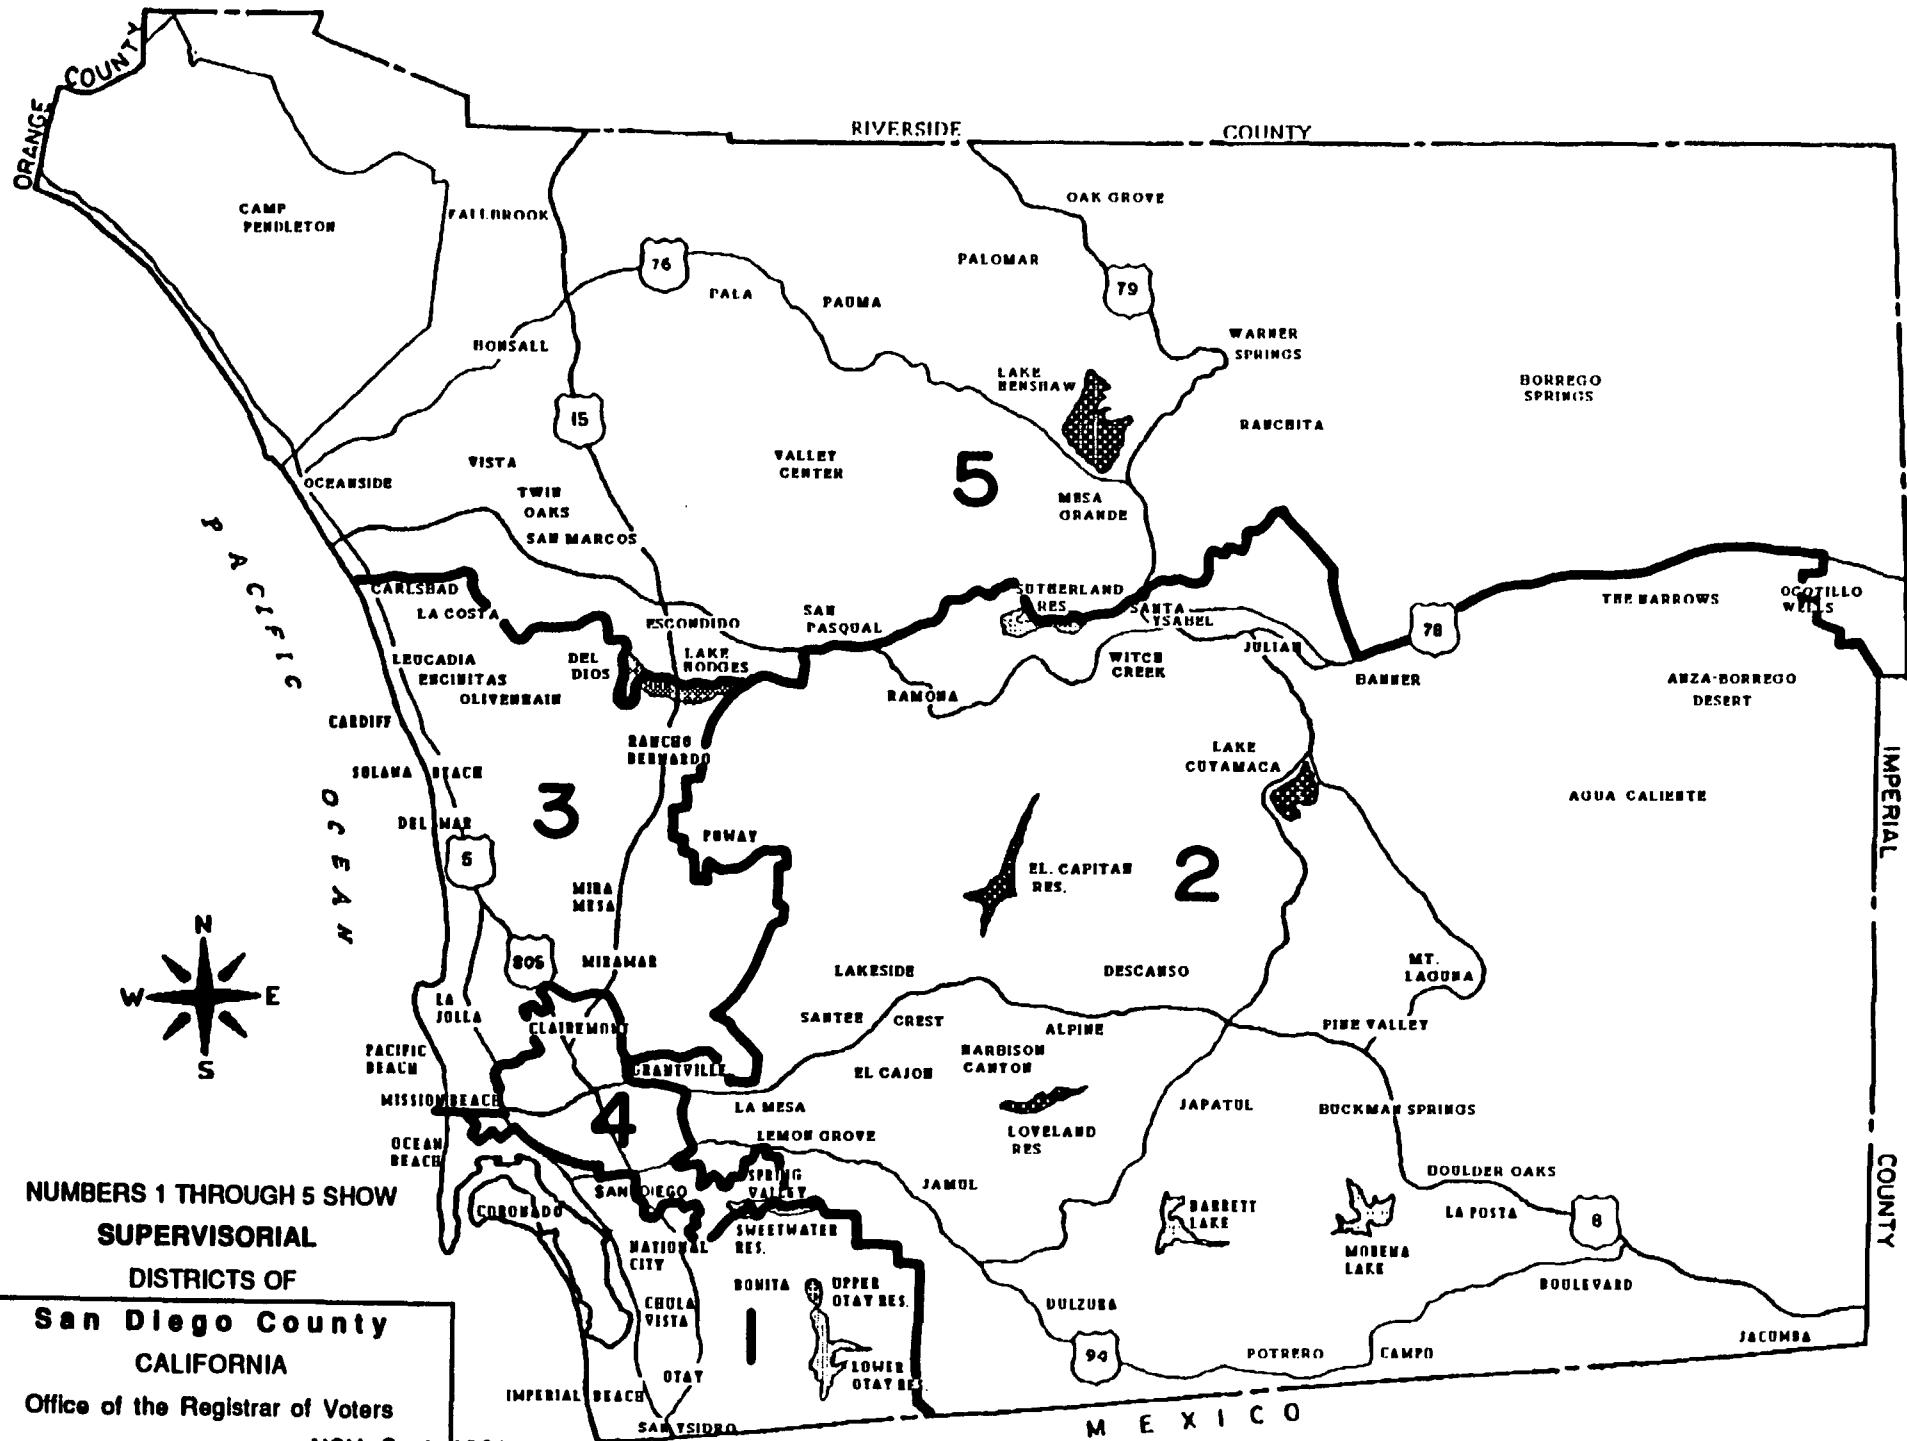 ORANGE COUNTY
RIVERSIDE COUNTY
OAK GROVE
CAMP
PENDLETON
FALLBROOK
PALOMAR
76
79
PALA
PAUMA
WARNER
SPRINGS
BONSALL
LAKE
HENSHAW
BORREGO
SPRINGS
15
RANCHITA
VISTA
VALLEY
CENTER
5
OCEANSIDE
TWIN
OAKS
MESA
GRANDE
SAN MARCOS
PACIFIC OCEAN
CARLSBAD
LA COSTA
SUTHERLAND
RES
SANTA
YSABEL
THE NARROWS
OCOTILLO
WELLS
SAN
PASQUAL
ESCONDIDO
78
JULIAN
LEUCADIA
ENCINITAS
OLIVENHAIN
DEL
DIOS
LAKE
HODGES
WITCH
CREEK
BANNER
ANZA-BORREGO
DESERT
RAMONA
CARDIFF
RANCHO
BERNARDO
LAKE
CUYAMACA
IMPERIAL COUNTY
SOLANA BEACH
3
AGUA CALIENTE
DEL MAR
POWAY
5
EL. CAPITAN
RES.
2
MIRA
MESA
N
W E
S
805
MIRAMAR
LAKESIDE
DESCANSO
MT.
LAGUNA
LA
JOLLA
CLAIREMONT
SANTEE
CREST
ALPINE
PINE VALLEY
PACIFIC
BEACH
GRANTVILLE
EL CAJON
HARBISON
CANYON
MISSION BEACH
4
LA MESA
JAPATUL
BUCKMAN SPRINGS
OCEAN
BEACH
LEMON GROVE
LOVELAND
RES
SPRING
VALLEY
BOULDER OAKS
NUMBERS 1 THROUGH 5 SHOW
SUPERVISORIAL
DISTRICTS OF
San Diego County
CALIFORNIA
Office of the Registrar of Voters
SAN DIEGO
JAMUL
CORONADO
SWEETWATER
RES.
BARRETT
LAKE
LA POSTA
8
NATIONAL
CITY
MORENA
LAKE
BONITA
UPPER
OTAY RES.
BOULEVARD
CHULA
VISTA
1
DULZURA
94
POTRERO
CAMPO
JACUMBA
OTAY
LOWER
OTAY RES
IMPERIAL BEACH
SAN YSIDRO
MEXICO